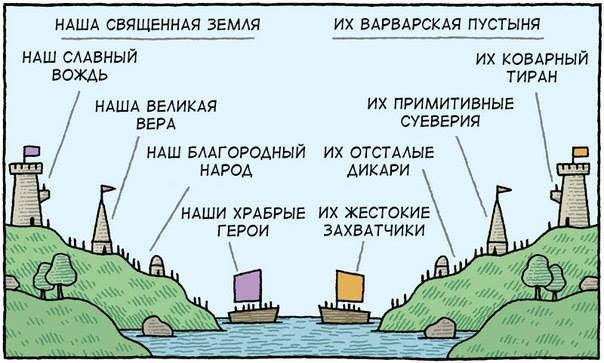 НАША СВЯЩЕННАЯ ЗЕМЛЯ
НАШ СЛАВНЫЙ
ВОЖДЬ
НАША ВЕЛИКАЯ
ВЕРА
НАШ БЛАГОРОДНЫЙ
НАРОД
НАШИ ХРАБРЫЕ
ГЕРОИ
ИХ ВАРВАРСКАЯ ПУСТЫНЯ
ИХ КОВАРНЫЙ
ТИРАН
ИХ ПРИМИТИВНЫЕ
СУЕВЕРИЯ
ИХ ОТСТАЛЫЕ
ДИКАРИ
ИХ ЖЕСТОКИЕ
ЗАХВАТЧИКИ